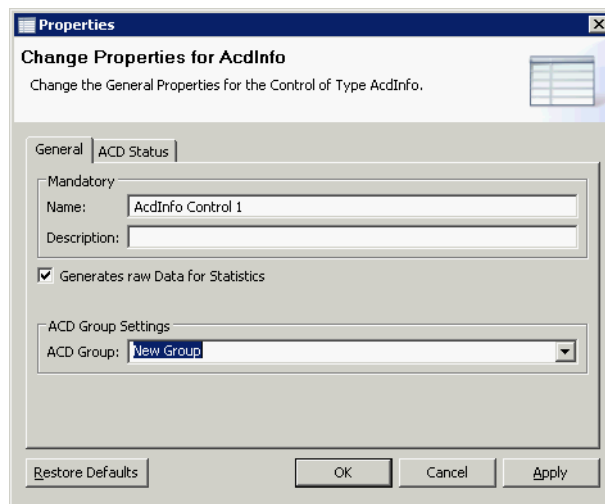 Properties
Change Properties for AcdInfo
Change the General Properties for the Control of Type AcdInfo.
General ACD Status
Mandatory
Name: AcdInfo Control 1
Description:
Generates raw Data for Statistics
ACD Group Settings
ACD Group: New Group
Restore Defaults OK Cancel Apply